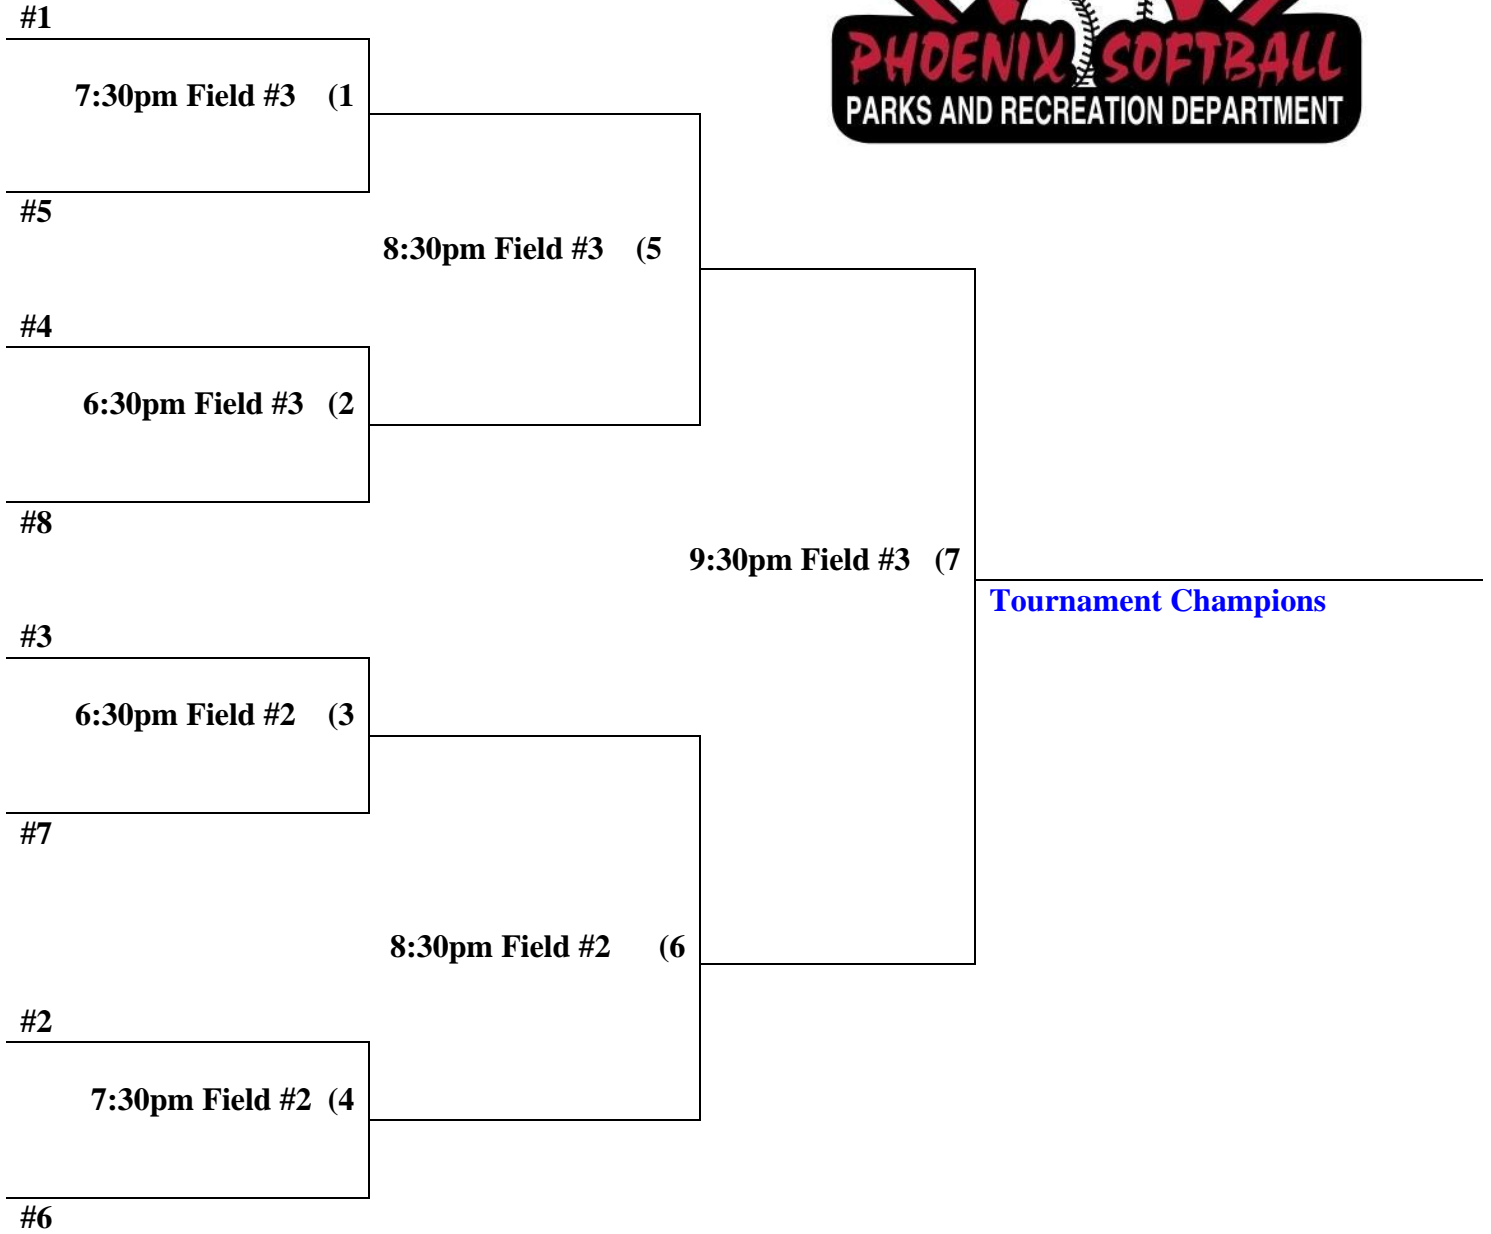 #1
PHOENIX SOFTBALL
7:30pm Field #3 (1
PARKS AND RECREATION DEPARTMENT
#5
8:30pm Field #3 (5
#4
6:30pm Field #3 (2
#8
9:30pm Field #3 (7
Tournament Champions
#3
6:30pm Field #2 (3
#7
8:30pm Field #2 (6
#2
7:30pm Field #2 (4
#6